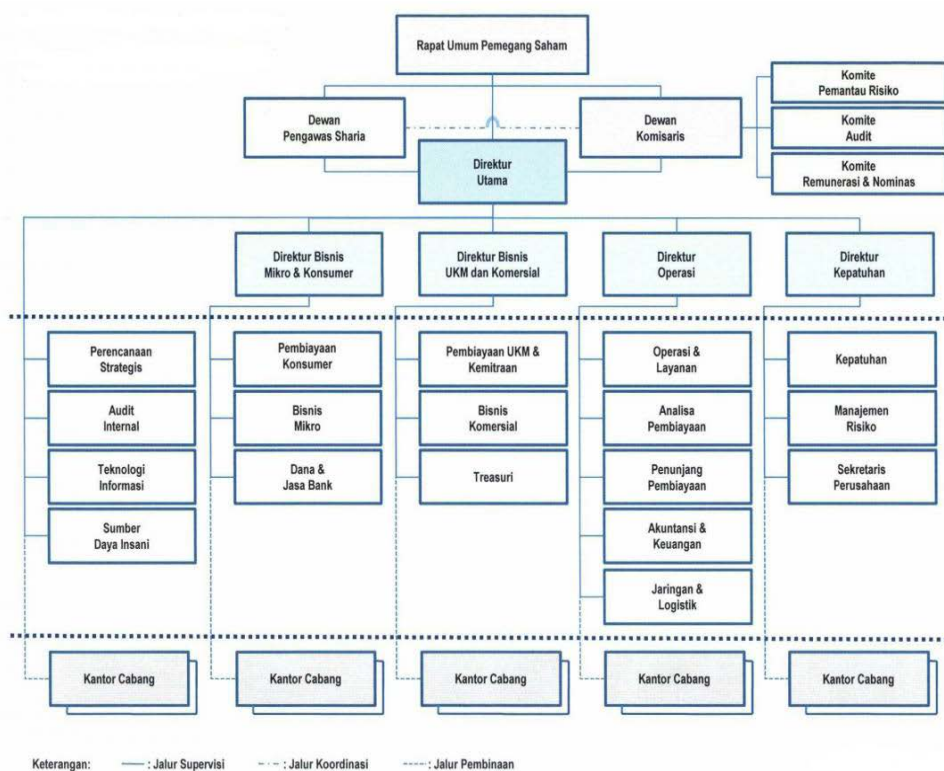 Rapat Umum Pemegang Saham
Komite
Pemantau Risiko
Dewan
Pengawas Sharia
Dewan
Komisaris
Komite
Audit
Direktur
Utama
Komite
Remunerasi & Nominas
Direktur Bisnis
Mikro & Konsumer
Direktur Bisnis
UKM dan Komersial
Direktur
Operasi
Direktur
Kepatuhan
Perencanaan
Strategis
Pembiayaan
Konsumer
Pembiayaan UKM &
Kemitraan
Operasi &
Layanan
Kepatuhan
Audit
Internal
Bisnis
Mikro
Bisnis
Komersial
Analisa
Pembiayaan
Manajemen
Risiko
Teknologi
Informasi
Dana &
Jasa Bank
Treasuri
Penunjang
Pembiayaan
Sekretaris
Perusahaan
Sumber
Daya Insani
Akuntansi &
Keuangan
Jaringan &
Logistik
Kantor Cabang
Kantor Cabang
Kantor Cabang
Kantor Cabang
Kantor Cabang
Keterangan: : Jalur Supervisi : Jalur Koordinasi : Jalur Pembinaan